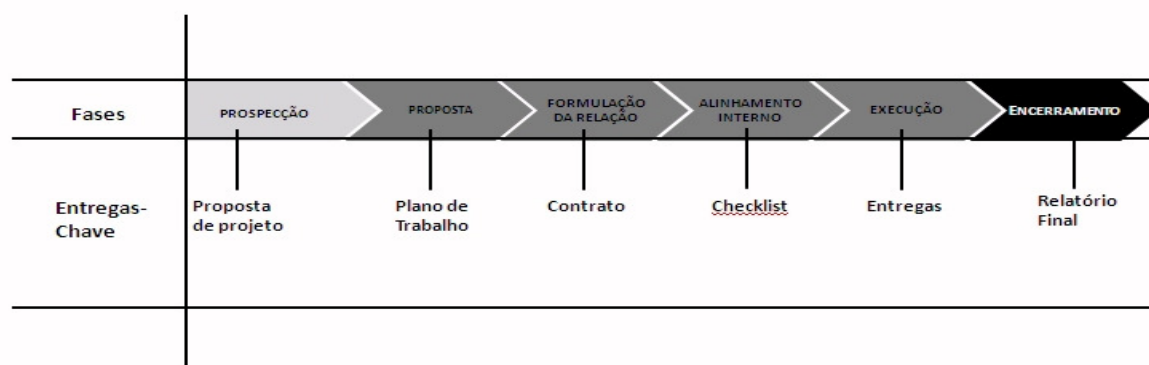 Fases
PROSPECÇÃO
PROPOSTA
FORMULAÇÃO
DA RELAÇÃO
ALINHAMENTO
INTERNO
EXECUÇÃO
ENCERRAMENTO
Entregas-
Chave
Proposta
de projeto
Plano de
Trabalho
Contrato
Checklist
Entregas
Relatório
Final